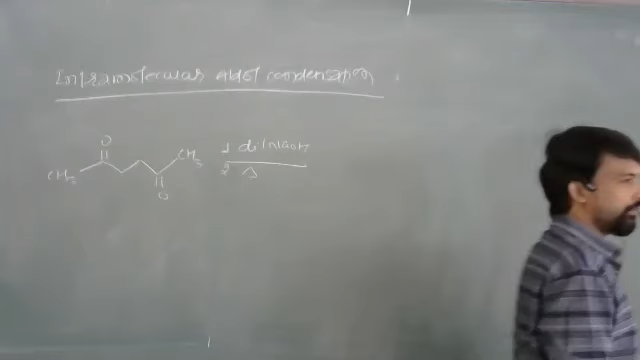 Intramolecular aldol condensation
O
CH3
CH3
O
1 dil NaOH
2 Δ